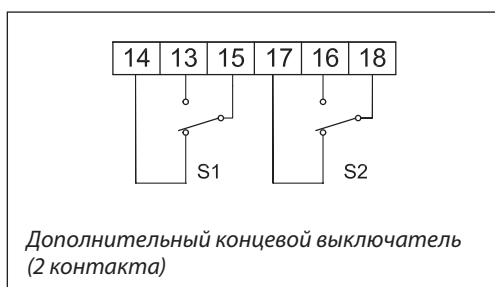 14 13 15 17 16 18
S1 S2
Дополнительный концевой выключатель
(2 контакта)